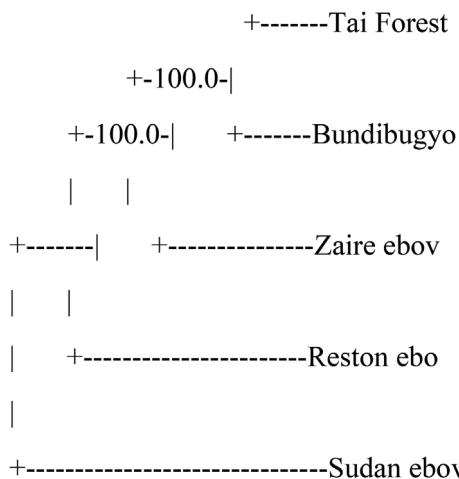 +-------Tai Forest
+-100.0-|
+-100.0-| +-------Bundibugyo
| |
+-------| +---------------Zaire ebov
| |
| +-----------------------Reston ebo
|
+-------------------------------Sudan ebov